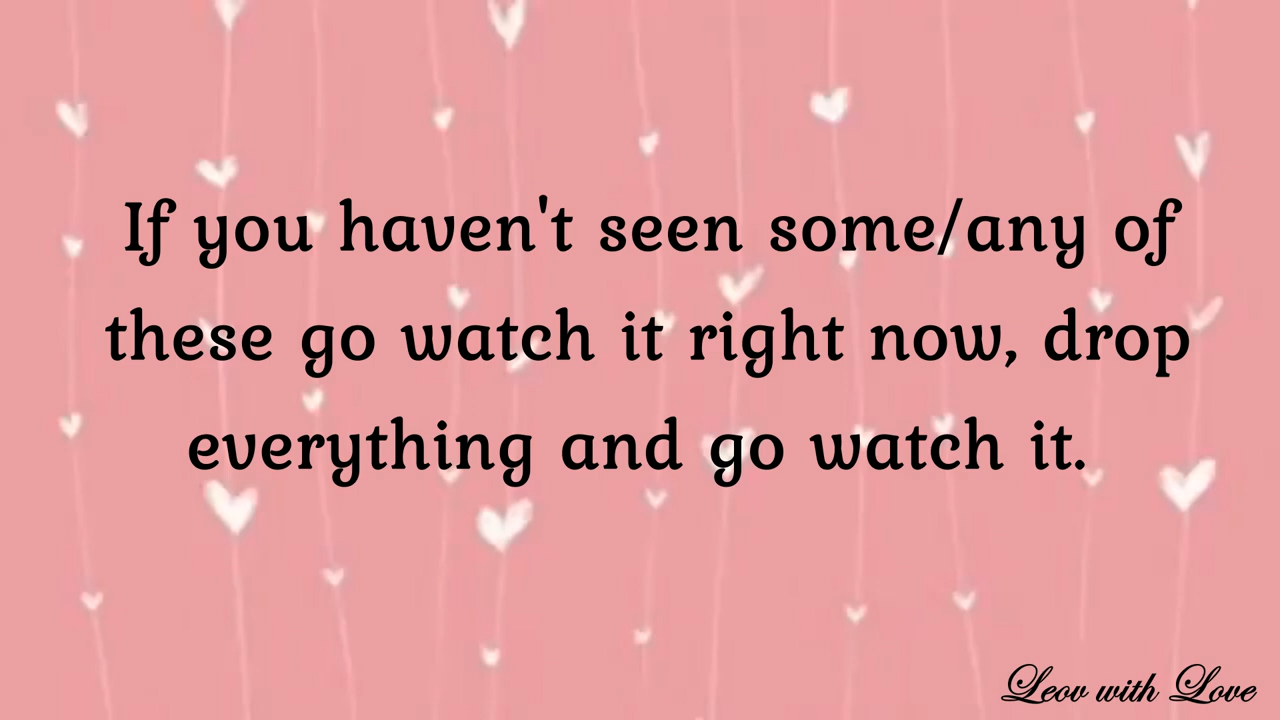 If you haven't seen some/any of
these go watch it right now, drop
everything and go watch it.
Leov with Love